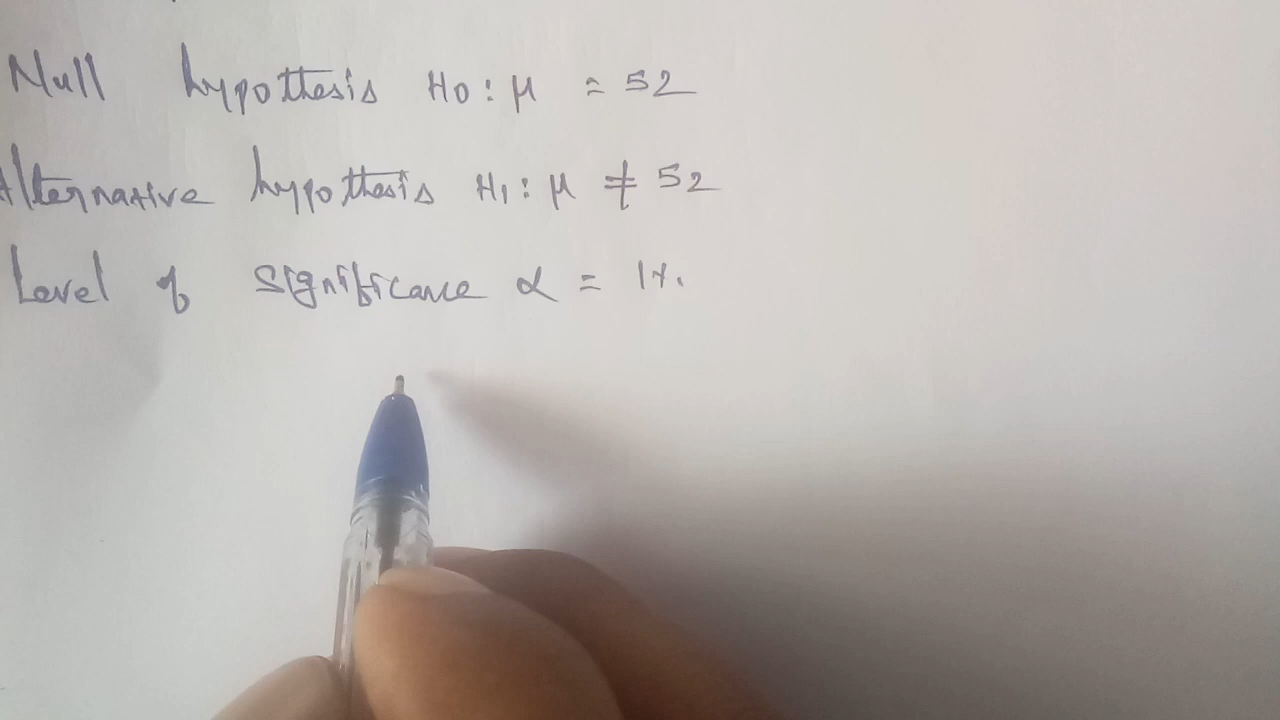 Null hypothesis H0 : μ = 52
Alternative hypothesis H1 : μ ≠ 52
Level of significance α = 1%.